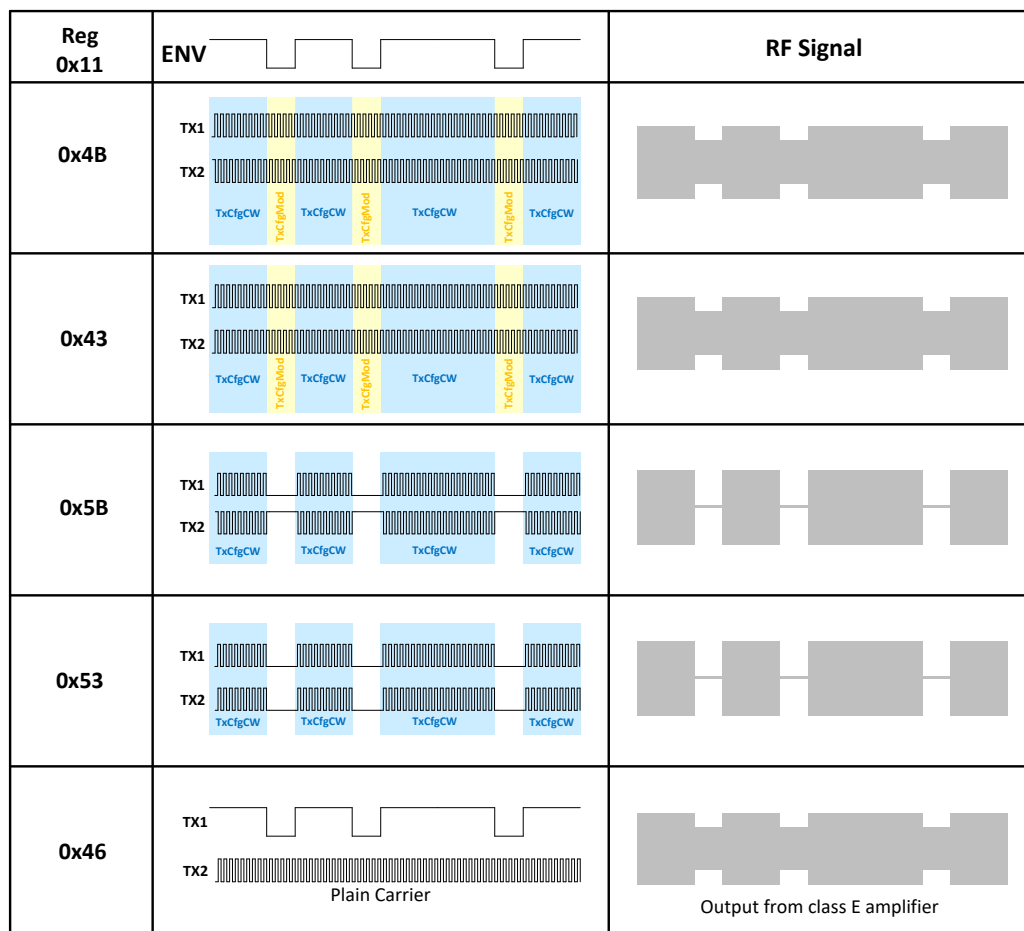 Reg
0x11
ENV
RF Signal
0x4B
TX1
TX2
TxCfgCW
TxCfgMod
TxCfgCW
TxCfgMod
TxCfgCW
TxCfgMod
TxCfgCW
0x43
TX1
TX2
TxCfgCW
TxCfgMod
TxCfgCW
TxCfgMod
TxCfgCW
TxCfgMod
TxCfgCW
0x5B
TX1
TX2
TxCfgCW
TxCfgCW
TxCfgCW
TxCfgCW
0x53
TX1
TX2
TxCfgCW
TxCfgCW
TxCfgCW
TxCfgCW
0x46
TX1
TX2
Plain Carrier
Output from class E amplifier